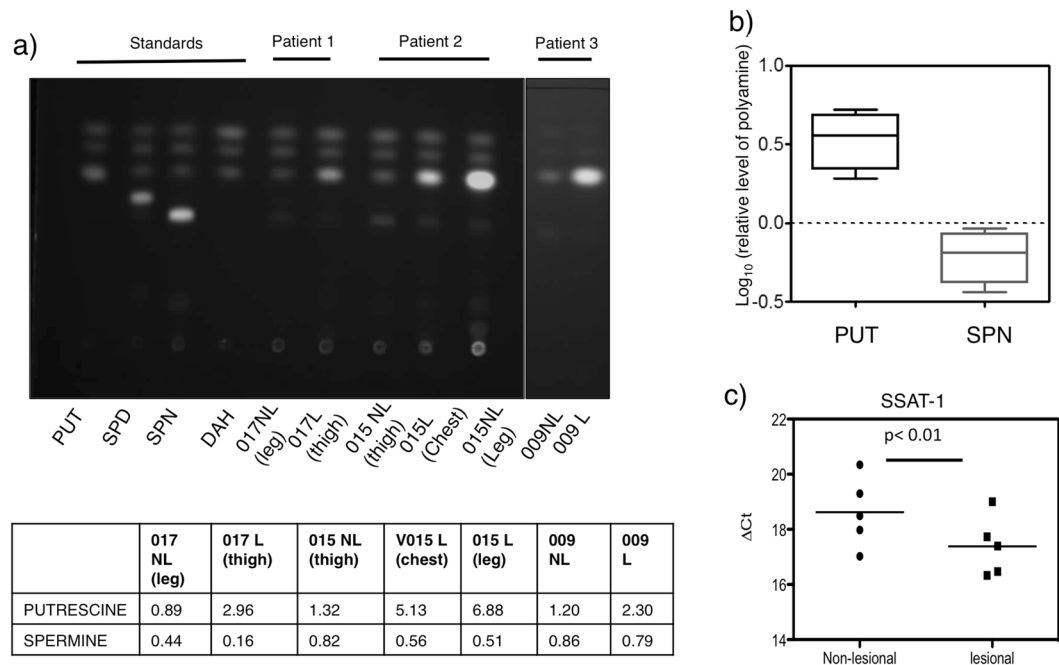 a)
Standards
Patient 1
Patient 2
Patient 3
PUT
SPD
SPN
DAH
017NL
(leg)
017L
(thigh)
015 NL
(thigh)
015L
(Chest)
015NL
(Leg)
009NL
009 L
017 NL (leg)
017 L (thigh)
015 NL (thigh)
V015 L (chest)
015 L (leg)
009 NL
009 L
PUTRESCINE 0.89 2.96 1.32 5.13 6.88 1.20 2.30
SPERMINE 0.44 0.16 0.82 0.56 0.51 0.86 0.79
b)
Log10 (relative level of polyamine)
1.0
0.5
0.0
-0.5
PUT
SPN
c)
SSAT-1
p< 0.01
ΔCt
22
20
18
16
14
Non-lesional
lesional